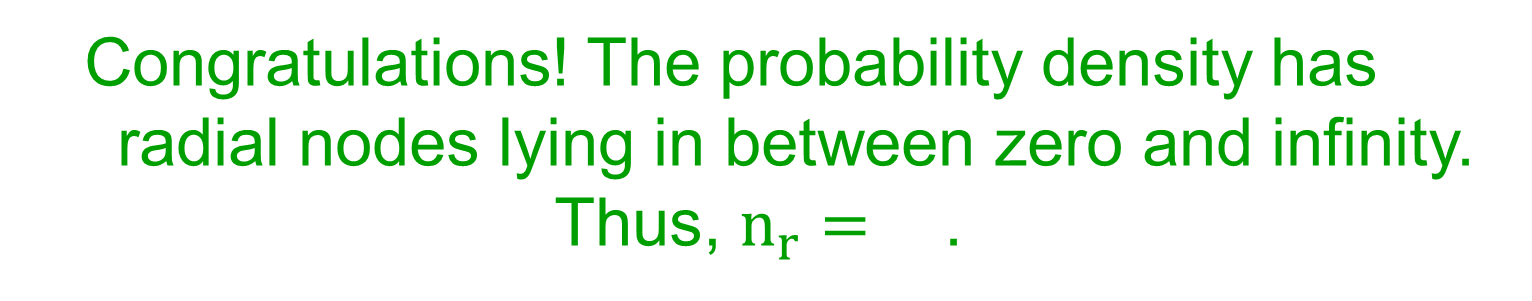 Congratulations! The probability density has
radial nodes lying in between zero and infinity.
Thus, nᵣ = .